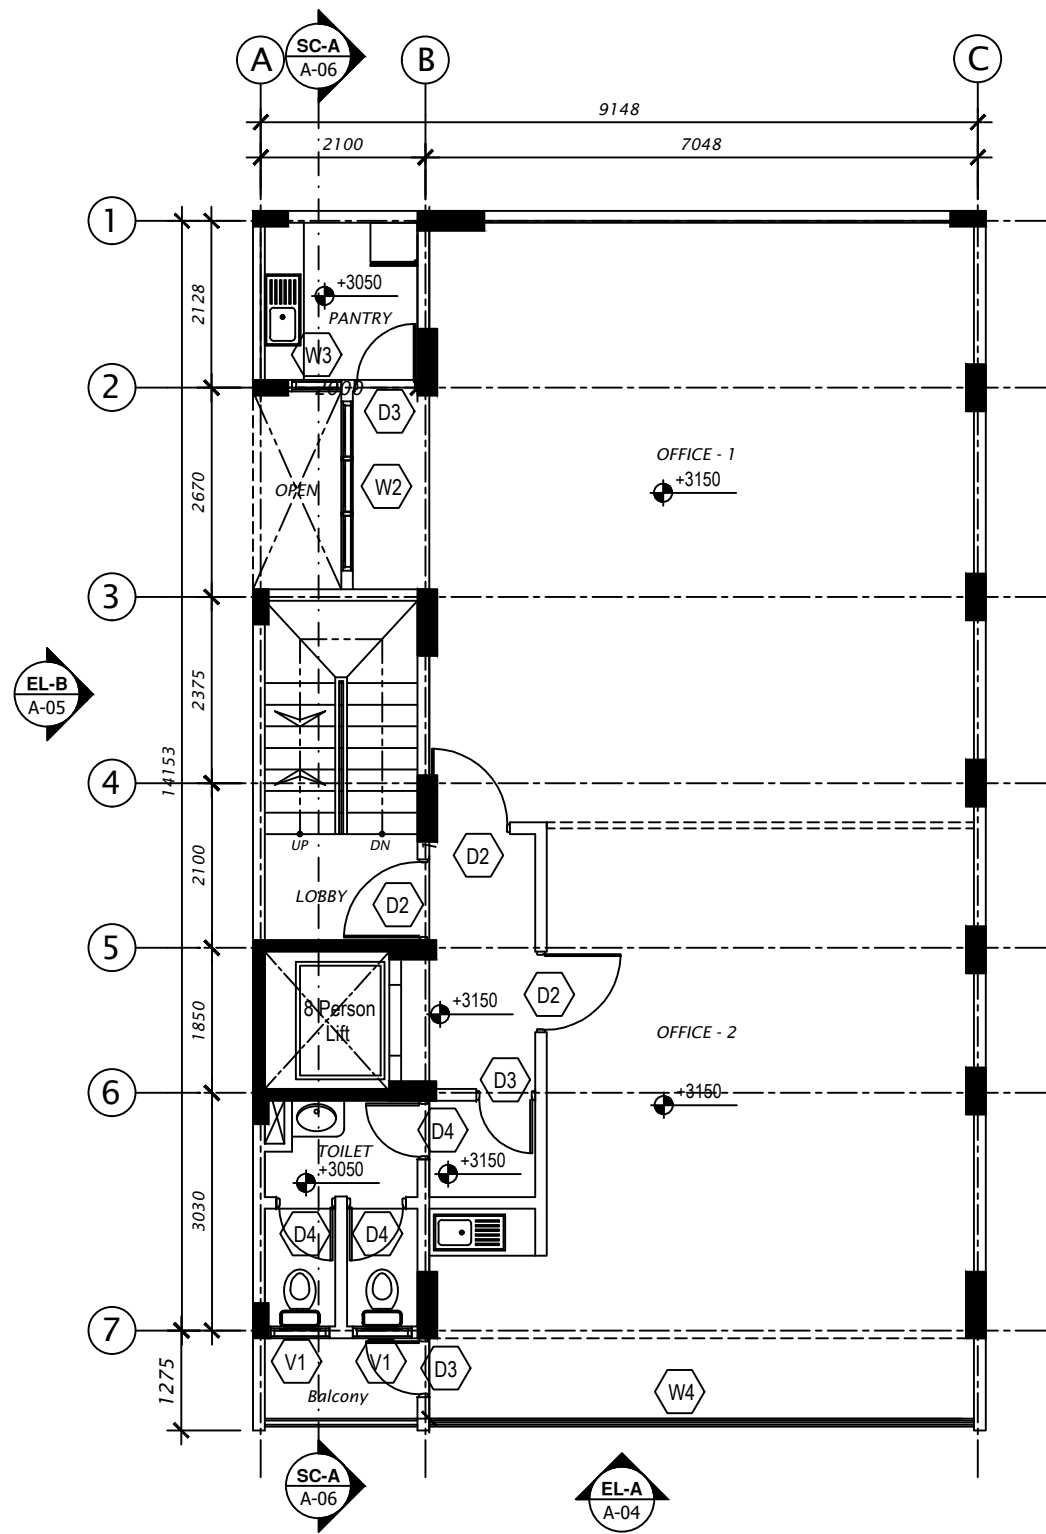 SC-A
A-06
A
B
C
9148
2100
7048
1
2128
+3050
PANTRY
W3
2
2000
D3
OFFICE - 1
+3150
2670
OPEN
W2
3
EL-B
A-05
2375
14153
4
UP
DN
2100
D2
LOBBY
D2
5
1850
8 Person
Lift
+3150
D2
OFFICE - 2
D3
6
+3150
D4
TOILET
+3050
+3150
3030
D4
D4
7
1275
V1
V1
D3
Balcony
W4
SC-A
A-06
EL-A
A-04